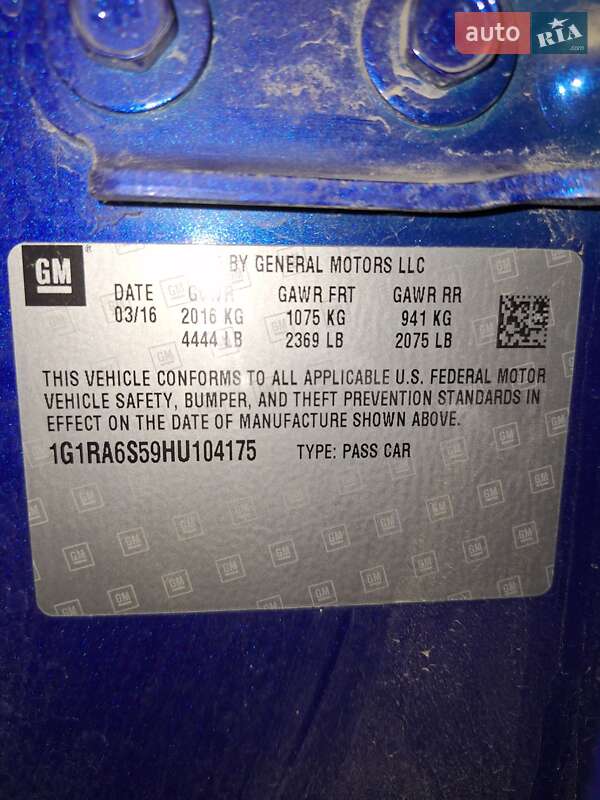 auto RIA .com
GM ® BY GENERAL MOTORS LLC
DATE GVWR GAWR FRT GAWR RR
03/16 2016 KG 1075 KG 941 KG
4444 LB 2369 LB 2075 LB
THIS VEHICLE CONFORMS TO ALL APPLICABLE U.S. FEDERAL MOTOR
VEHICLE SAFETY, BUMPER, AND THEFT PREVENTION STANDARDS IN
EFFECT ON THE DATE OF MANUFACTURE SHOWN ABOVE.
1G1RA6S59HU104175 TYPE: PASS CAR